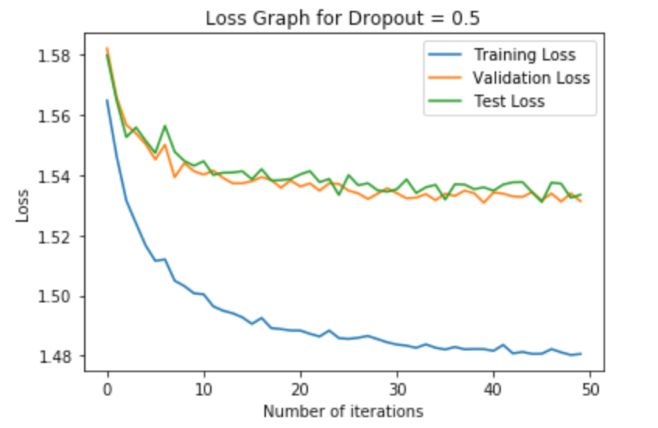 Loss Graph for Dropout = 0.5
Training Loss
Validation Loss
Test Loss
1.58
1.56
1.54
1.52
1.50
1.48
Loss
0 10 20 30 40 50
Number of iterations